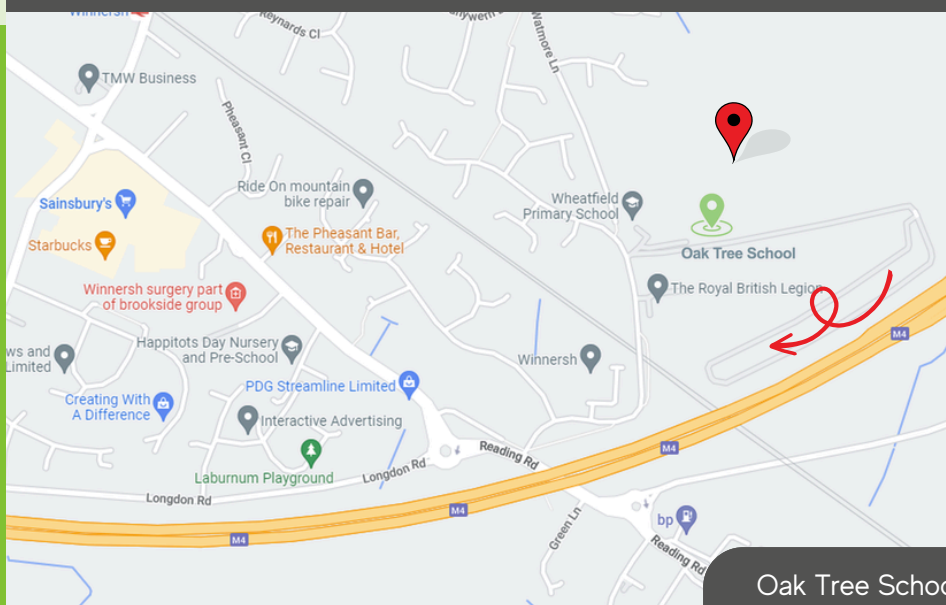 Winnersh
Reynards Cl
Watmore Ln
TMW Business
Pheasant Cl
Ride On mountain
bike repair
Wheatfield
Primary School
Sainsbury's
Starbucks
The Pheasant Bar,
Restaurant & Hotel
Oak Tree School
Winnersh surgery part
of brookside group
The Royal British Legion
M4
Happitots Day Nursery
and Pre-School
ws and
Limited
Winnersh
PDG Streamline Limited
Creating With
A Difference
Interactive Advertising
Reading Rd
M4
Laburnum Playground
Longdon Rd
Longdon Rd
M4
M4
bp
Green Ln
Reading Rd
Oak Tree Schoo